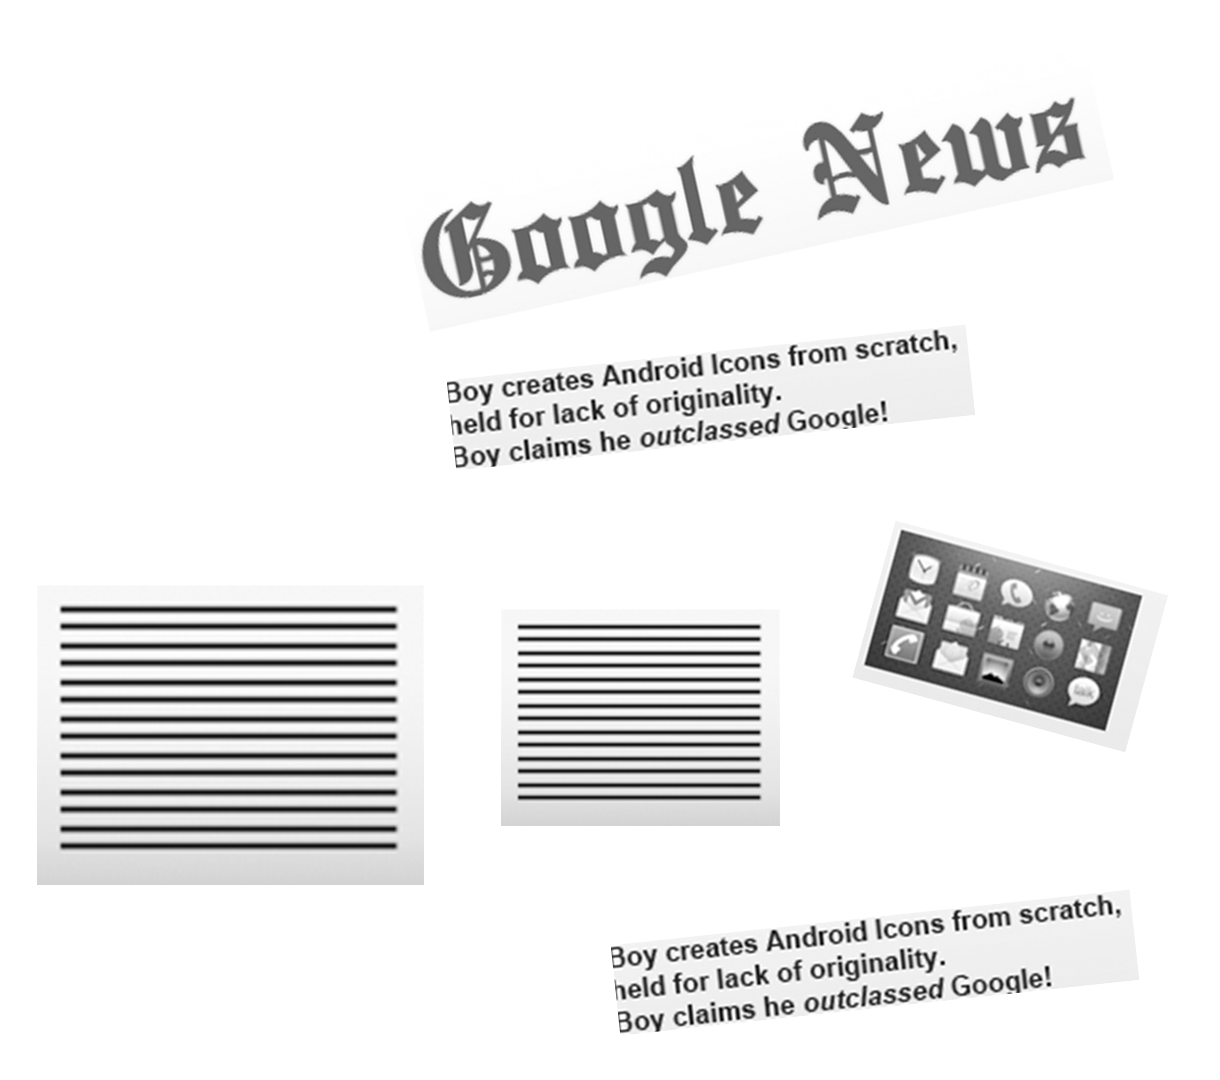 Google News
Boy creates Android Icons from scratch,
held for lack of originality.
Boy claims he outclassed Google!
talk
Boy creates Android Icons from scratch,
held for lack of originality.
Boy claims he outclassed Google!